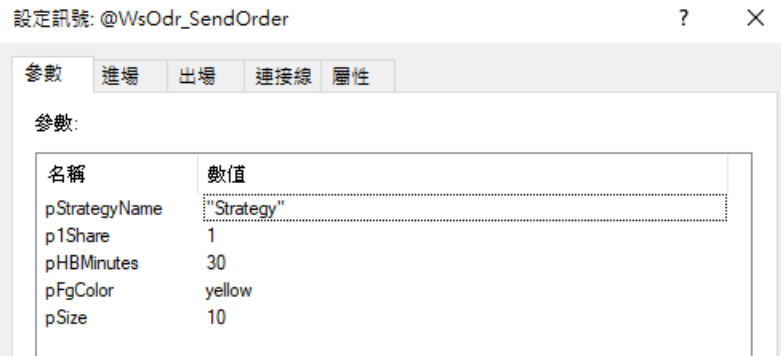 設定訊號: @WsOdr_SendOrder ? ✕
參數 進場 出場 連接線 屬性
參數:
名稱 數值
pStrategyName "Strategy"
p1Share 1
pHBMinutes 30
pFgColor yellow
pSize 10